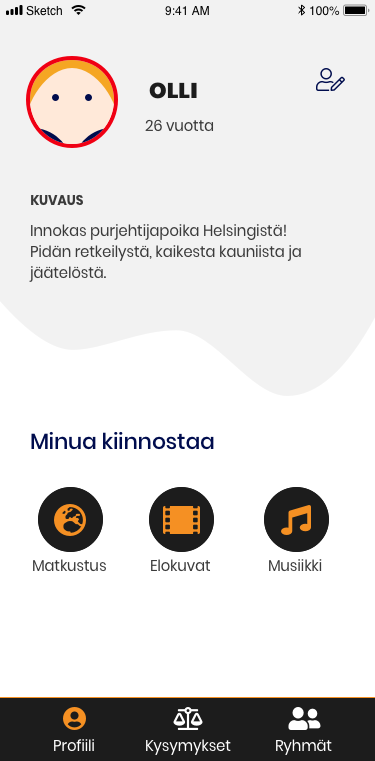 Sketch 9:41 AM 100%
OLLI
26 vuotta
KUVAUS
Innokas purjehtijapoika Helsingistä!
Pidän retkeilystä, kaikesta kauniista ja
jäätelöstä.
Minua kiinnostaa
Matkustus Elokuvat Musiikki
Profiili Kysymykset Ryhmät